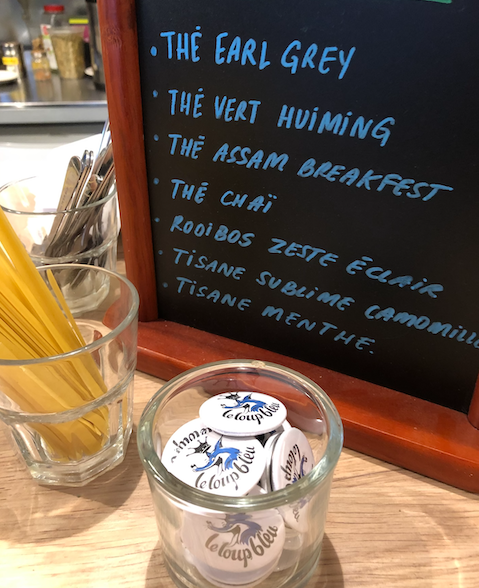 • THÉ EARL GREY
• THÉ VERT HUIMING
• THÉ ASSAM BREAKFEST
• THÉ CHAÏ
• ROOIBOS ZESTE ÉCLAIR
• TISANE SUBLIME CAMOMILLE
• TISANE MENTHE.
le loup bleu
le loup bleu
le loup bleu